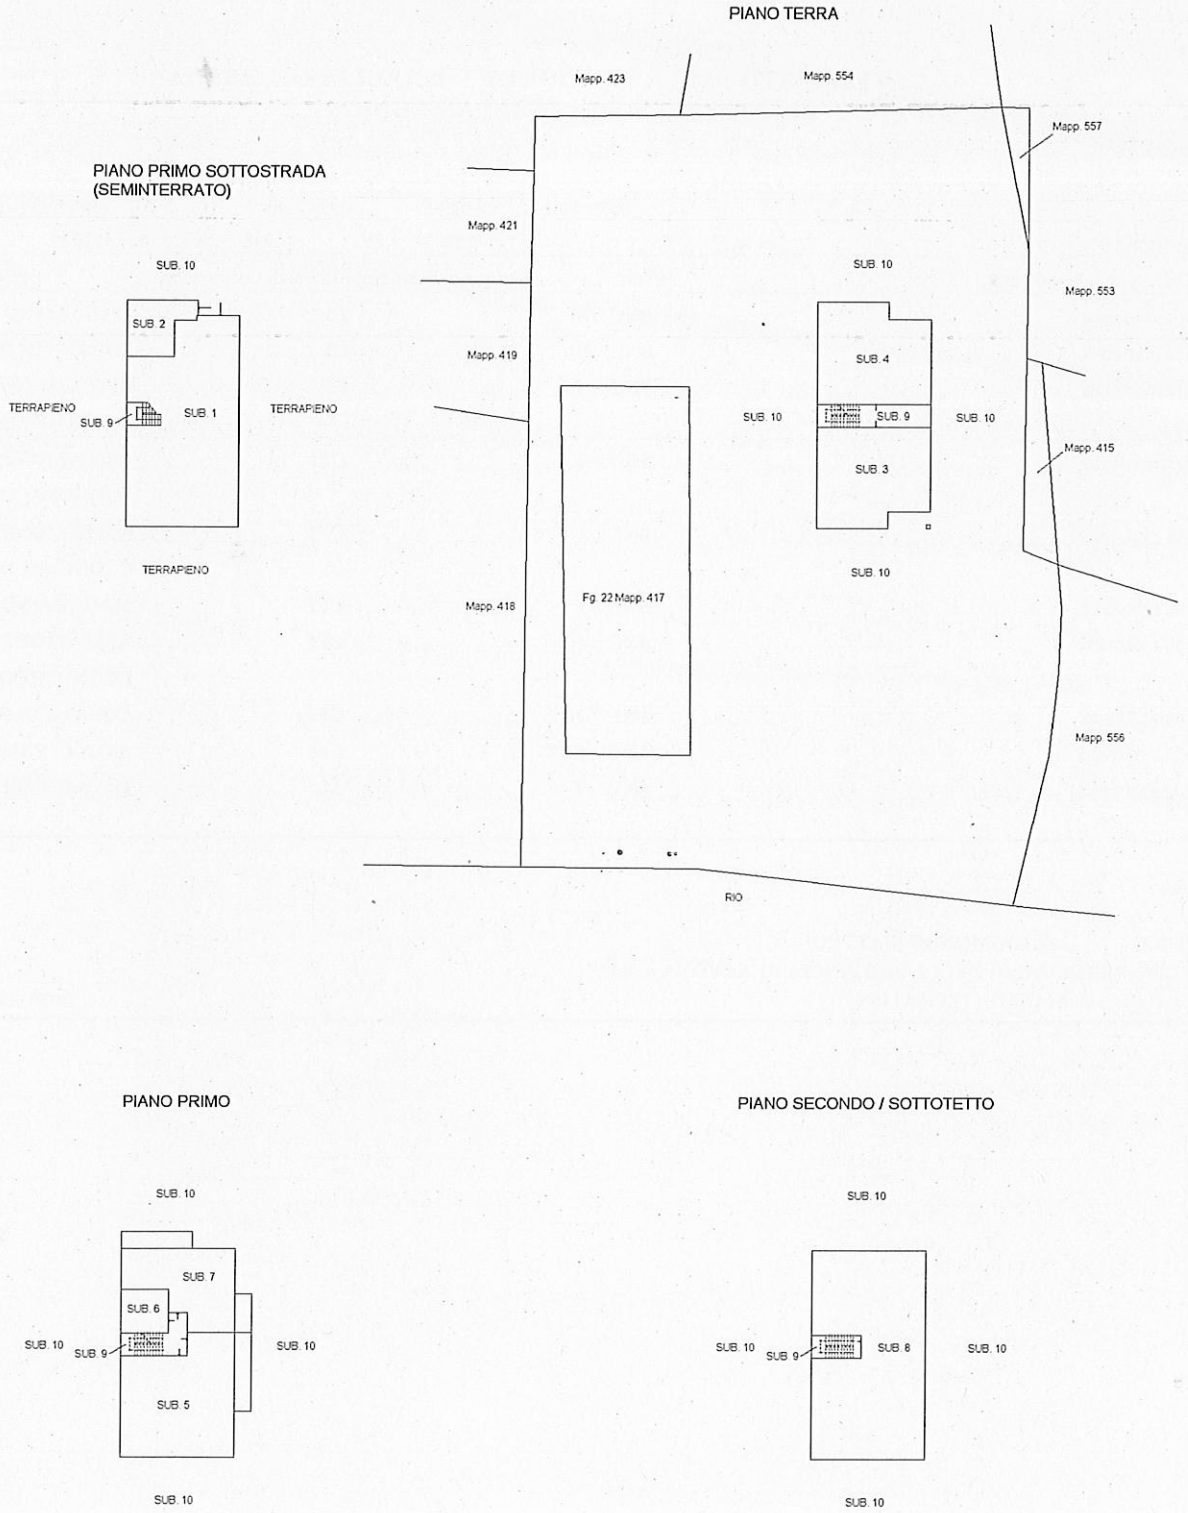 PIANO TERRA
Mapp. 423
Mapp. 554
Mapp. 557
PIANO PRIMO SOTTOSTRADA
(SEMINTERRATO)
Mapp. 421
SUB. 10
SUB. 10
Mapp. 553
SUB. 2
Mapp. 419
SUB. 4
TERRAPIENO
SUB. 9
SUB. 1
TERRAPIENO
SUB. 10
SUB. 9
SUB. 10
Mapp. 415
SUB. 3
TERRAPIENO
SUB. 10
Mapp. 418
Fg. 22 Mapp. 417
Mapp. 556
RIO
PIANO PRIMO
PIANO SECONDO / SOTTOTETTO
SUB. 10
SUB. 10
SUB. 7
SUB. 6
SUB. 10
SUB. 9
SUB. 10
SUB. 10
SUB. 9
SUB. 8
SUB. 10
SUB. 5
SUB. 10
SUB. 10